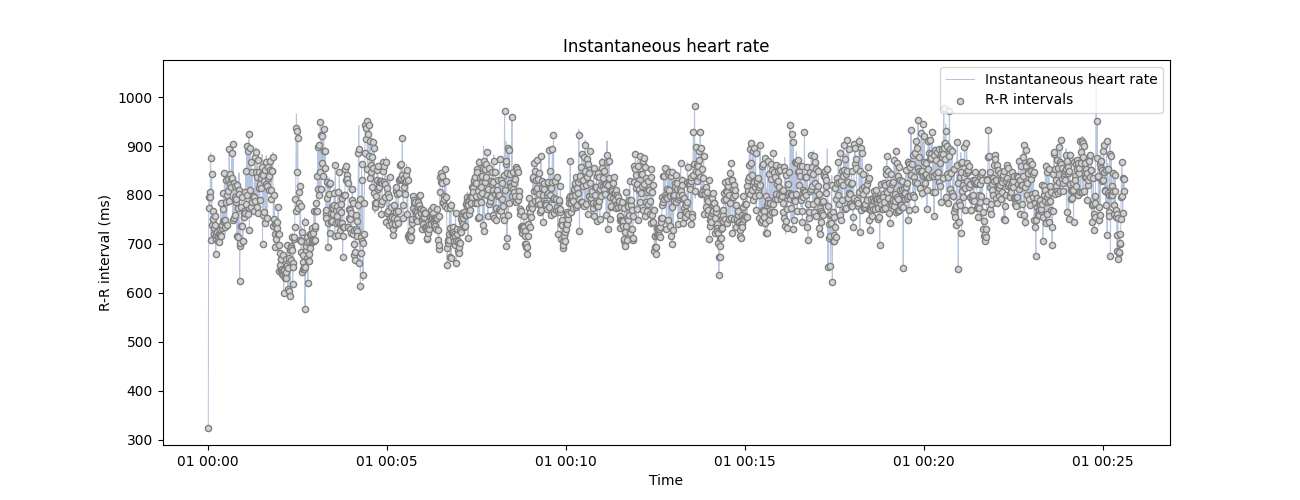 Instantaneous heart rate
Instantaneous heart rate
R-R intervals
R-R interval (ms)
1000
900
800
700
600
500
400
300
01 00:00
01 00:05
01 00:10
01 00:15
01 00:20
01 00:25
Time